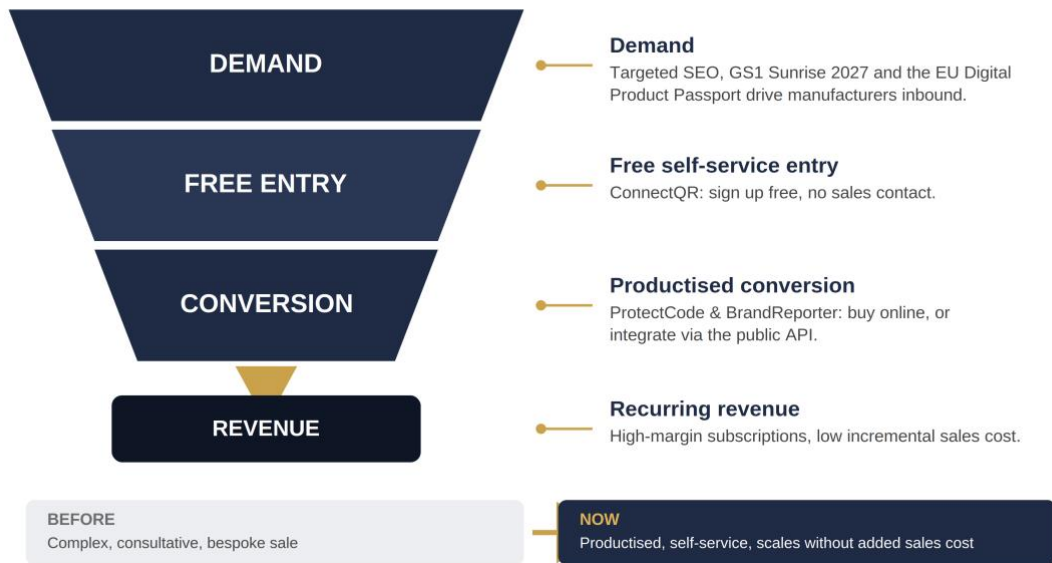 DEMAND
Demand
Targeted SEO, GS1 Sunrise 2027 and the EU Digital
Product Passport drive manufacturers inbound.
FREE ENTRY
Free self-service entry
ConnectQR: sign up free, no sales contact.
CONVERSION
Productised conversion
ProtectCode & BrandReporter: buy online, or
integrate via the public API.
REVENUE
Recurring revenue
High-margin subscriptions, low incremental sales cost.
BEFORE
Complex, consultative, bespoke sale
NOW
Productised, self-service, scales without added sales cost